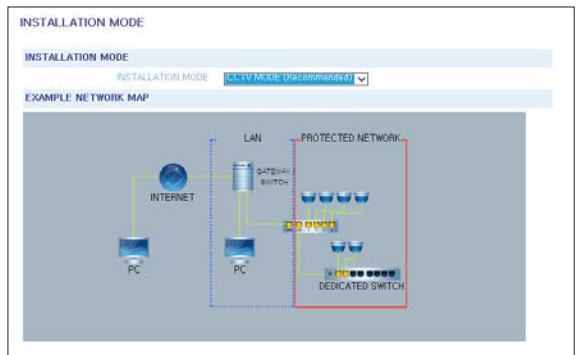 INSTALLATION MODE
INSTALLATION MODE
INSTALLATION MODE CCTV MODE (Recommended)
EXAMPLE NETWORK MAP
LAN PROTECTED NETWORK
GATEWAY /
SWITCH
INTERNET
PC PC
DEDICATED SWITCH